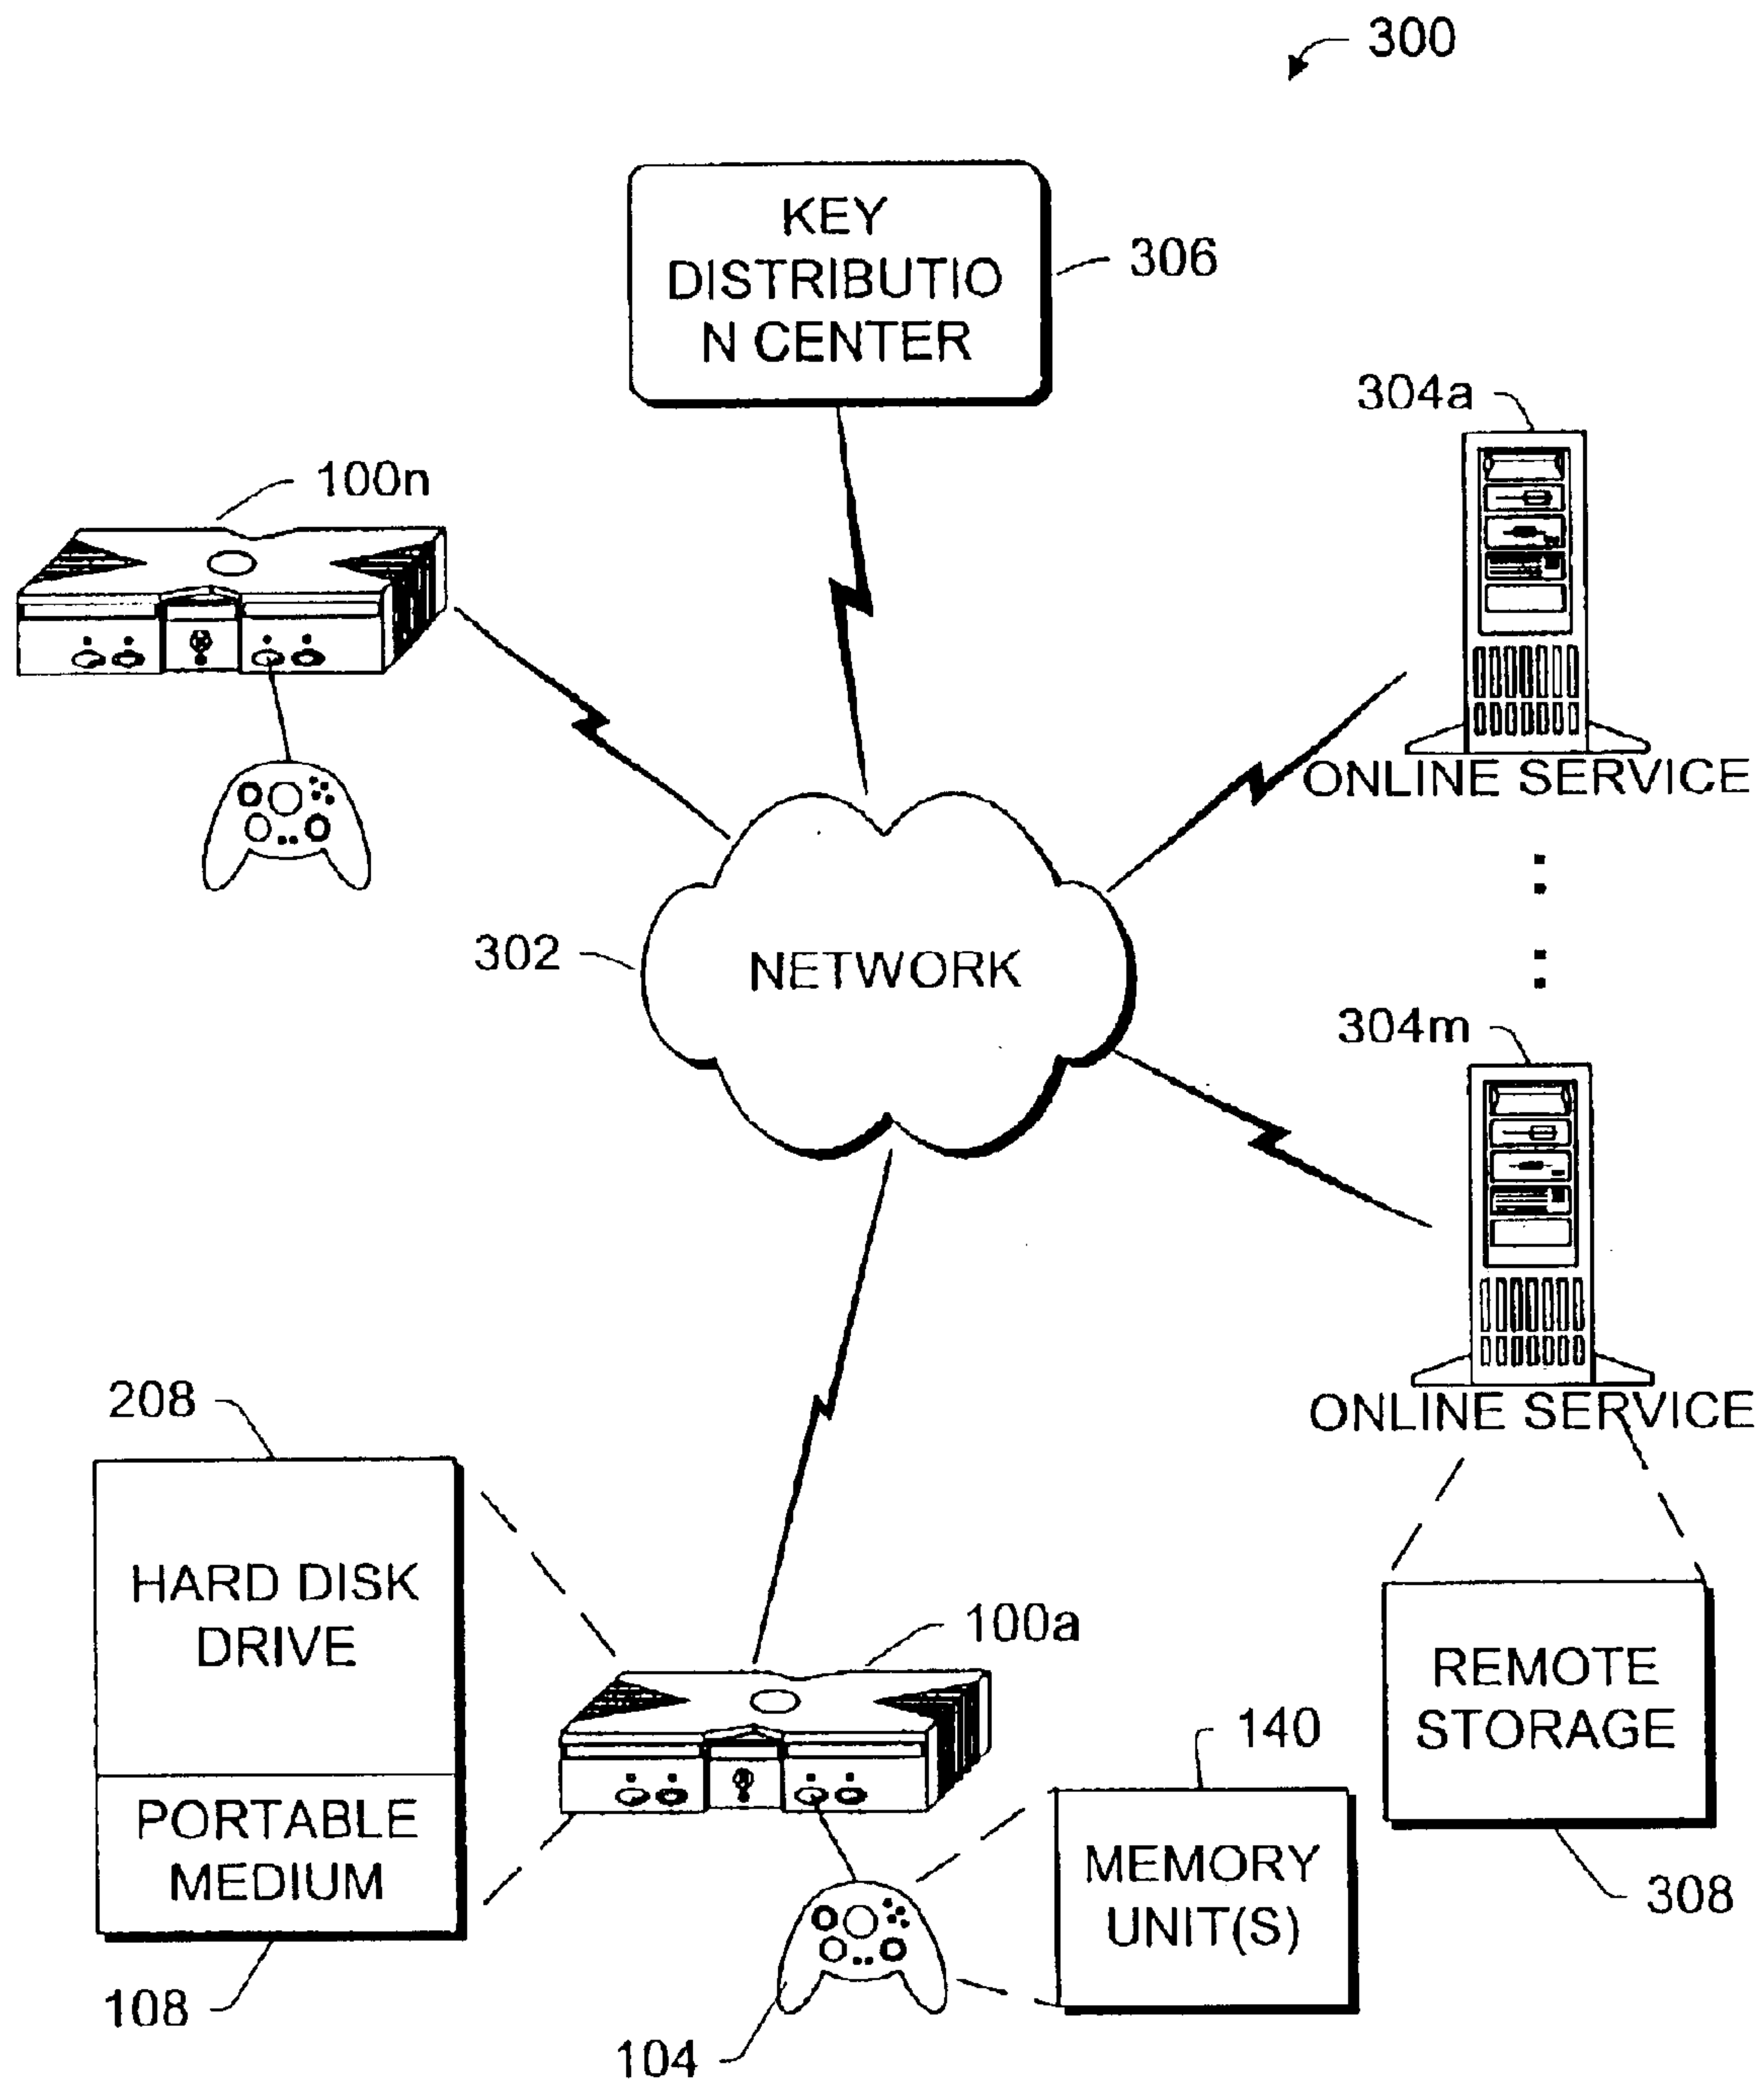 300
KEY
DISTRIBUTIO
N CENTER
306
304a
100n
ONLINE SERVICE
302
NETWORK
304m
208
ONLINE SERVICE
HARD DISK
DRIVE
100a
REMOTE
STORAGE
140
PORTABLE
MEDIUM
MEMORY
UNIT(S)
308
108
104